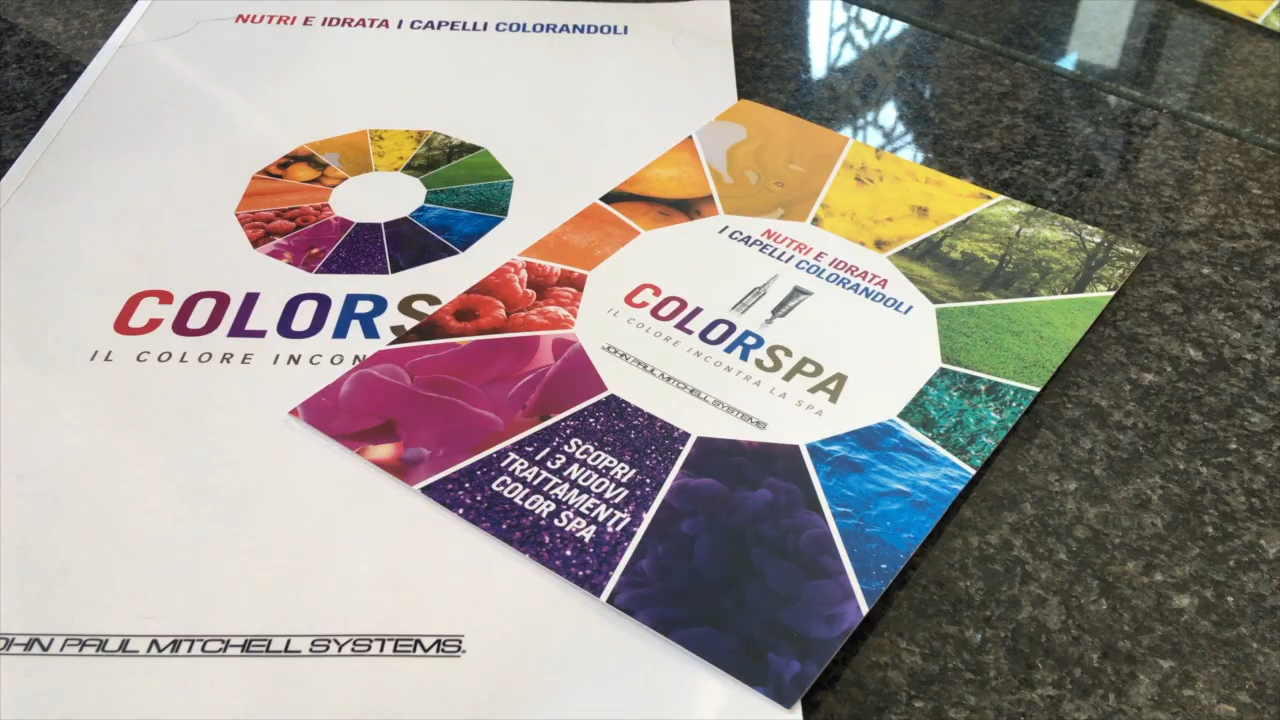 NUTRI E IDRATA I CAPELLI COLORANDOLI
COLORS
IL COLORE INCON
JOHN PAUL MITCHELL SYSTEMS.
NUTRI E IDRATA
I CAPELLI COLORANDOLI
COLORSPA
IL COLORE INCONTRA LA SPA
JOHN PAUL MITCHELL SYSTEMS.
SCOPRI
I 3 NUOVI
TRATTAMENTI
COLOR SPA